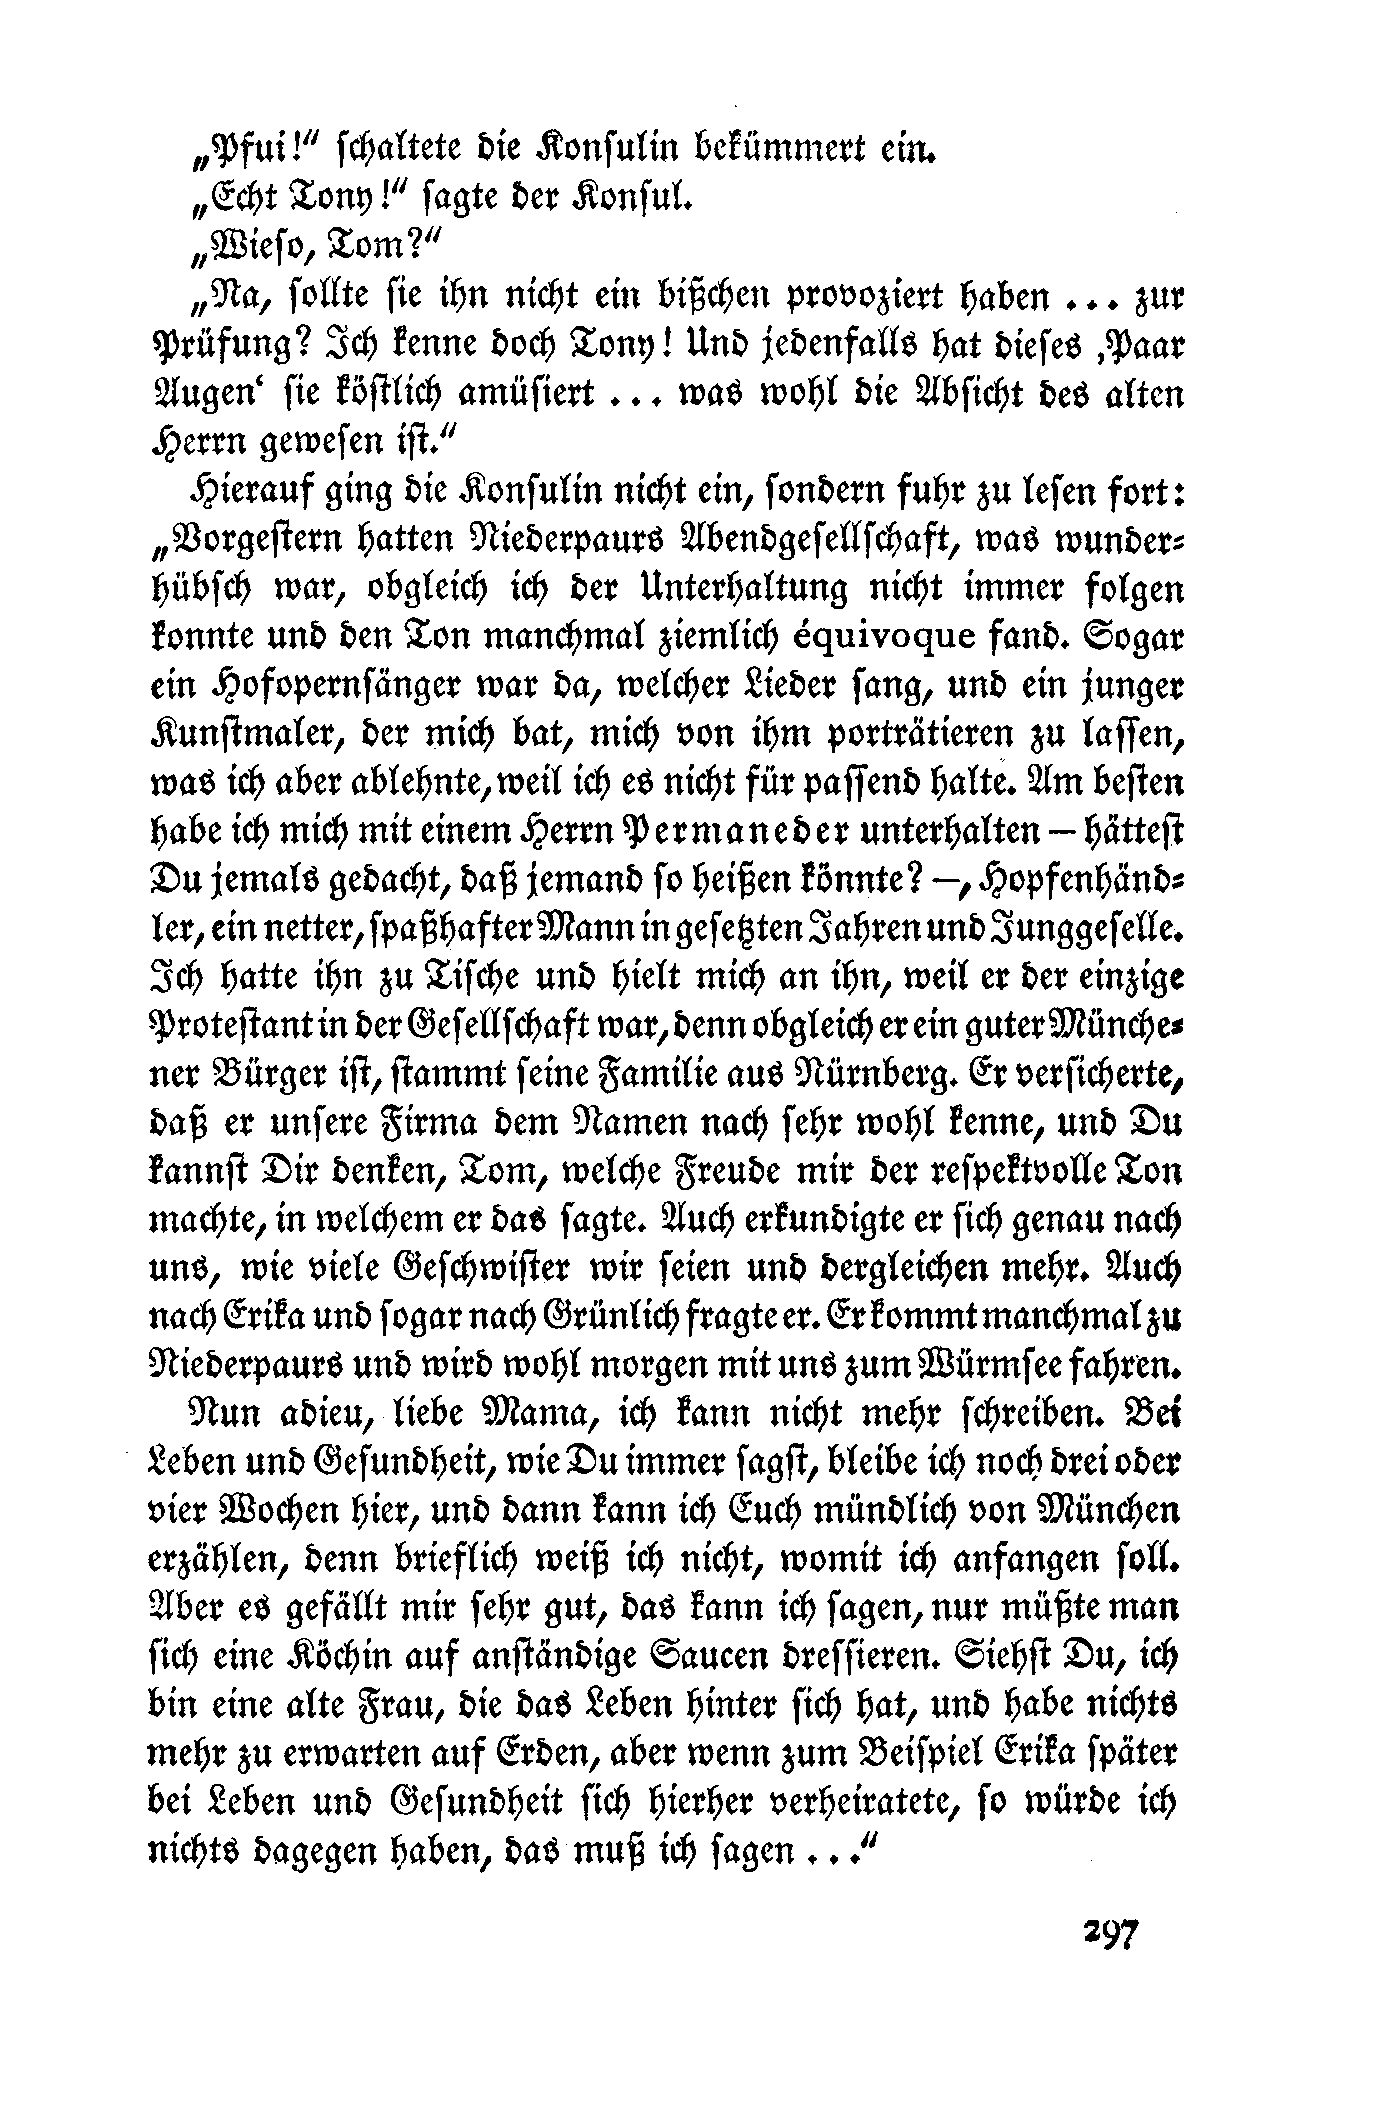 „Pfui!“ schaltete die Konsulin bekümmert ein.
„Echt Tony!“ sagte der Konsul.
„Wieso, Tom?“
„Na, sollte sie ihn nicht ein bißchen provoziert haben ... zur
Prüfung? Ich kenne doch Tony! Und jedenfalls hat dieses ‚Paar
Augen‘ sie köstlich amüsiert ... was wohl die Absicht des alten
Herrn gewesen ist.“
Hierauf ging die Konsulin nicht ein, sondern fuhr zu lesen fort:
„Vorgestern hatten Niederpaurs Abendgesellschaft, was wunder-
hübsch war, obgleich ich der Unterhaltung nicht immer folgen
konnte und den Ton manchmal ziemlich équivoque fand. Sogar
ein Hofopernsänger war da, welcher Lieder sang, und ein junger
Kunstmaler, der mich bat, mich von ihm porträtieren zu lassen,
was ich aber ablehnte, weil ich es nicht für passend halte. Am besten
habe ich mich mit einem Herrn Permaneder unterhalten — hättest
Du jemals gedacht, daß jemand so heißen könnte? —, Hopfenhänd-
ler, ein netter, spaßhafter Mann in gesetzten Jahren und Junggeselle.
Ich hatte ihn zu Tische und hielt mich an ihn, weil er der einzige
Protestant in der Gesellschaft war, denn obgleich er ein guter Münche-
ner Bürger ist, stammt seine Familie aus Nürnberg. Er versicherte,
daß er unsere Firma dem Namen nach sehr wohl kenne, und Du
kannst Dir denken, Tom, welche Freude mir der respektvolle Ton
machte, in welchem er das sagte. Auch erkundigte er sich genau nach
uns, wie viele Geschwister wir seien und dergleichen mehr. Auch
nach Erika und sogar nach Grünlich fragte er. Er kommt manchmal zu
Niederpaurs und wird wohl morgen mit uns zum Würmsee fahren.
Nun adieu, liebe Mama, ich kann nicht mehr schreiben. Bei
Leben und Gesundheit, wie Du immer sagst, bleibe ich noch drei oder
vier Wochen hier, und dann kann ich Euch mündlich von München
erzählen, denn brieflich weiß ich nicht, womit ich anfangen soll.
Aber es gefällt mir sehr gut, das kann ich sagen, nur müßte man
sich eine Köchin auf anständige Saucen dressieren. Siehst Du, ich
bin eine alte Frau, die das Leben hinter sich hat, und habe nichts
mehr zu erwarten auf Erden, aber wenn zum Beispiel Erika später
bei Leben und Gesundheit sich hierher verheiratete, so würde ich
nichts dagegen haben, das muß ich sagen ...“
297